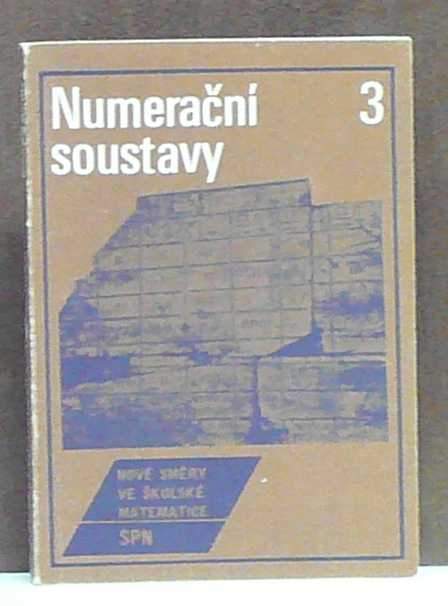 Numerační 3
soustavy
NOVÉ SMĚRY
VE ŠKOLSKÉ
MATEMATICE
SPN